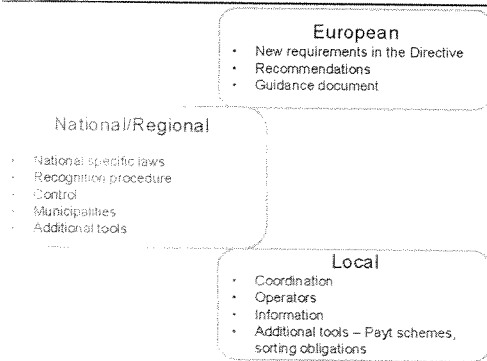 European
• New requirements in the Directive
• Recommendations
• Guidance document
National/Regional
• National specific laws
• Recognition procedure
• Control
• Municipalities
• Additional tools
Local
• Coordination
• Operators
• Information
• Additional tools – Payt schemes,
sorting obligations